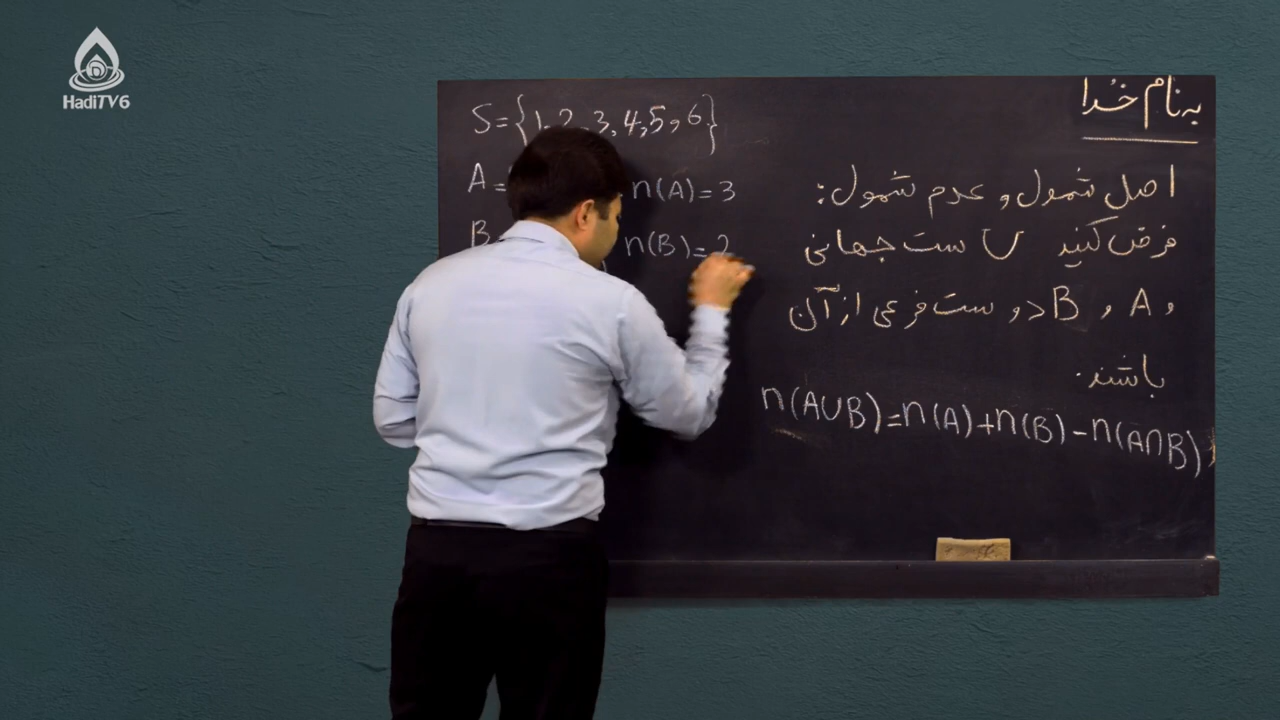 HadiTV6
به نام خُدا
اصل شمول و عدم شمول:
فرض کنید U ست جهانی
و A و B دو ست فرعی از آن
باشند.
n(A∪B)=n(A)+n(B)-n(A∩B)
S={1,2,3,4,5,6}
A= n(A)=3
B n(B)=2